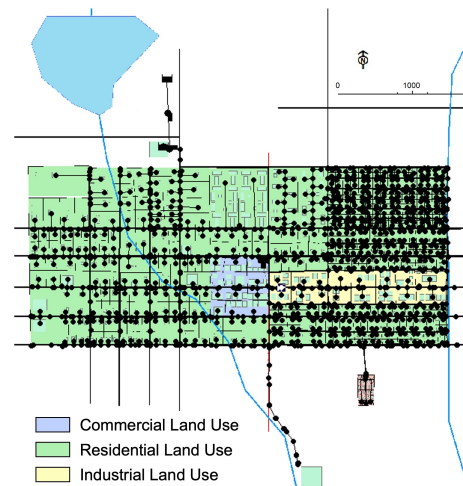 N
0 1000
Commercial Land Use
Residential Land Use
Industrial Land Use